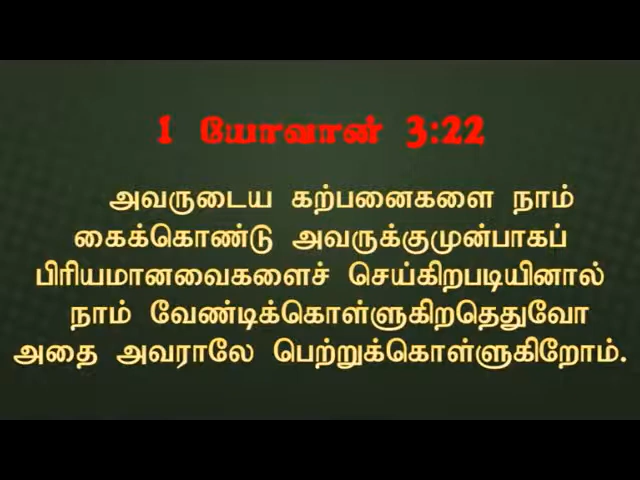 1 யோவான் 3:22
அவருடைய கற்பனைகளை நாம்
கைக்கொண்டு அவருக்குமுன்பாகப்
பிரியமானவைகளைச் செய்கிறபடியினால்
நாம் வேண்டிக்கொள்ளுகிறதெதுவோ
அதை அவராலே பெற்றுக்கொள்ளுகிறோம்.